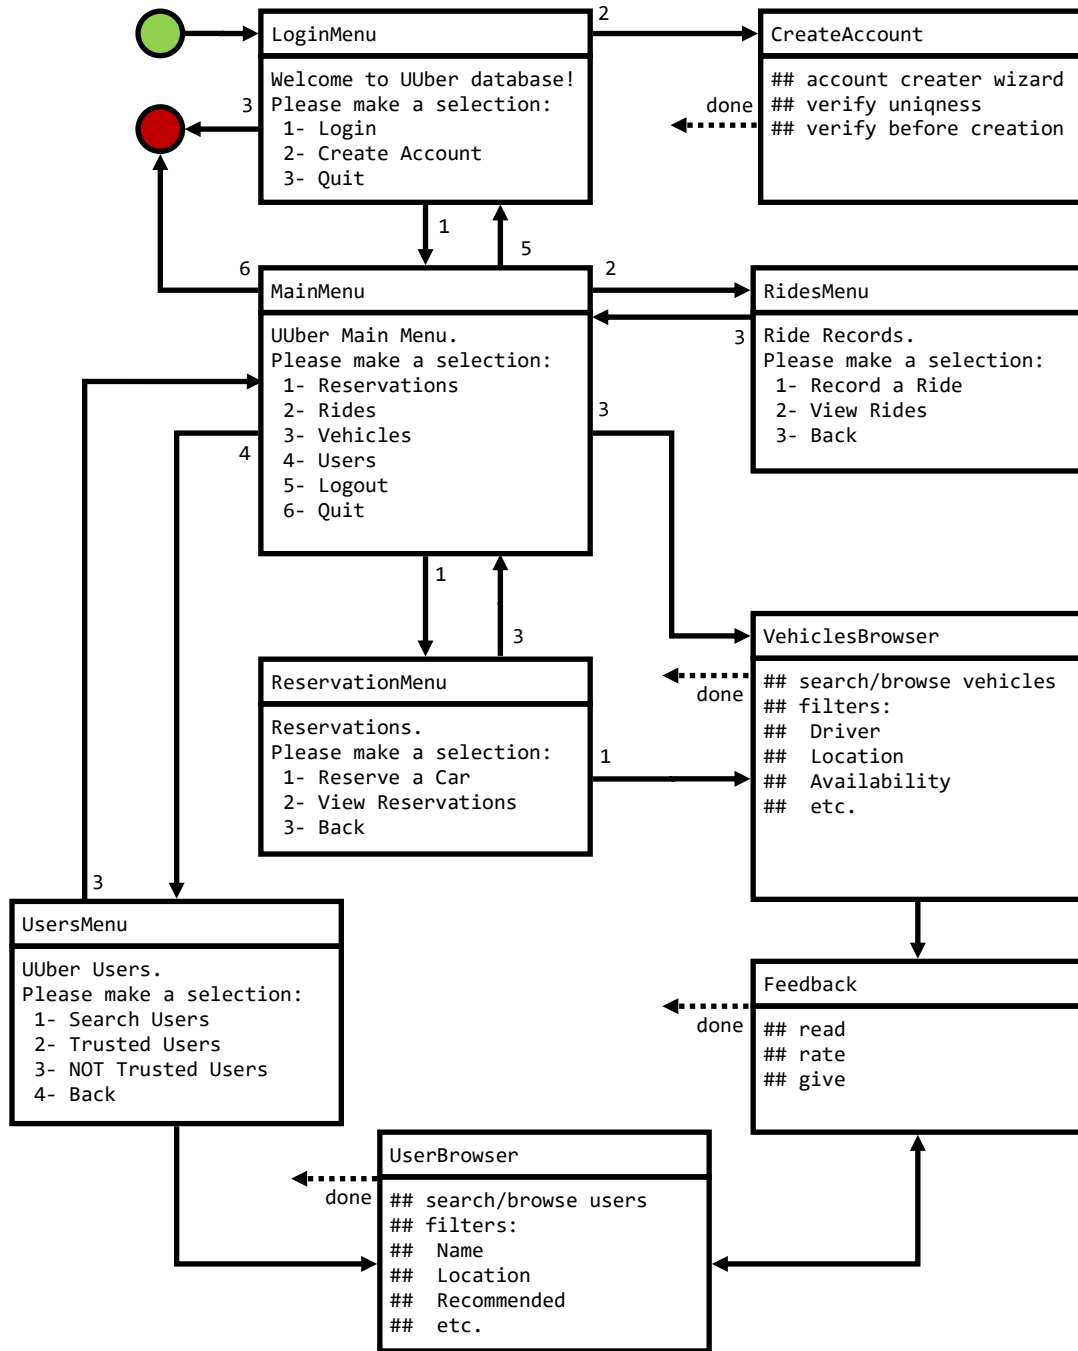 LoginMenu
Welcome to UUber database!
Please make a selection:
1- Login
2- Create Account
3- Quit
2
CreateAccount
## account creater wizard
## verify uniqness
## verify before creation
done
3
1
5
6
MainMenu
UUber Main Menu.
Please make a selection:
1- Reservations
2- Rides
3- Vehicles
4- Users
5- Logout
6- Quit
2
3
RidesMenu
Ride Records.
Please make a selection:
1- Record a Ride
2- View Rides
3- Back
3
4
1
3
ReservationMenu
Reservations.
Please make a selection:
1- Reserve a Car
2- View Reservations
3- Back
1
VehiclesBrowser
## search/browse vehicles
## filters:
## Driver
## Location
## Availability
## etc.
done
3
UsersMenu
UUber Users.
Please make a selection:
1- Search Users
2- Trusted Users
3- NOT Trusted Users
4- Back
Feedback
## read
## rate
## give
done
UserBrowser
## search/browse users
## filters:
## Name
## Location
## Recommended
## etc.
done